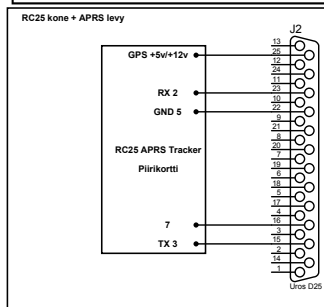 RC25 kone + APRS levy
J2
GPS +5v/+12v
RX 2
GND 5
RC25 APRS Tracker
Piirikortti
7
TX 3
13
25
12
24
11
23
10
22
9
21
8
20
7
19
6
18
5
17
4
16
3
15
2
14
1
Uros D25